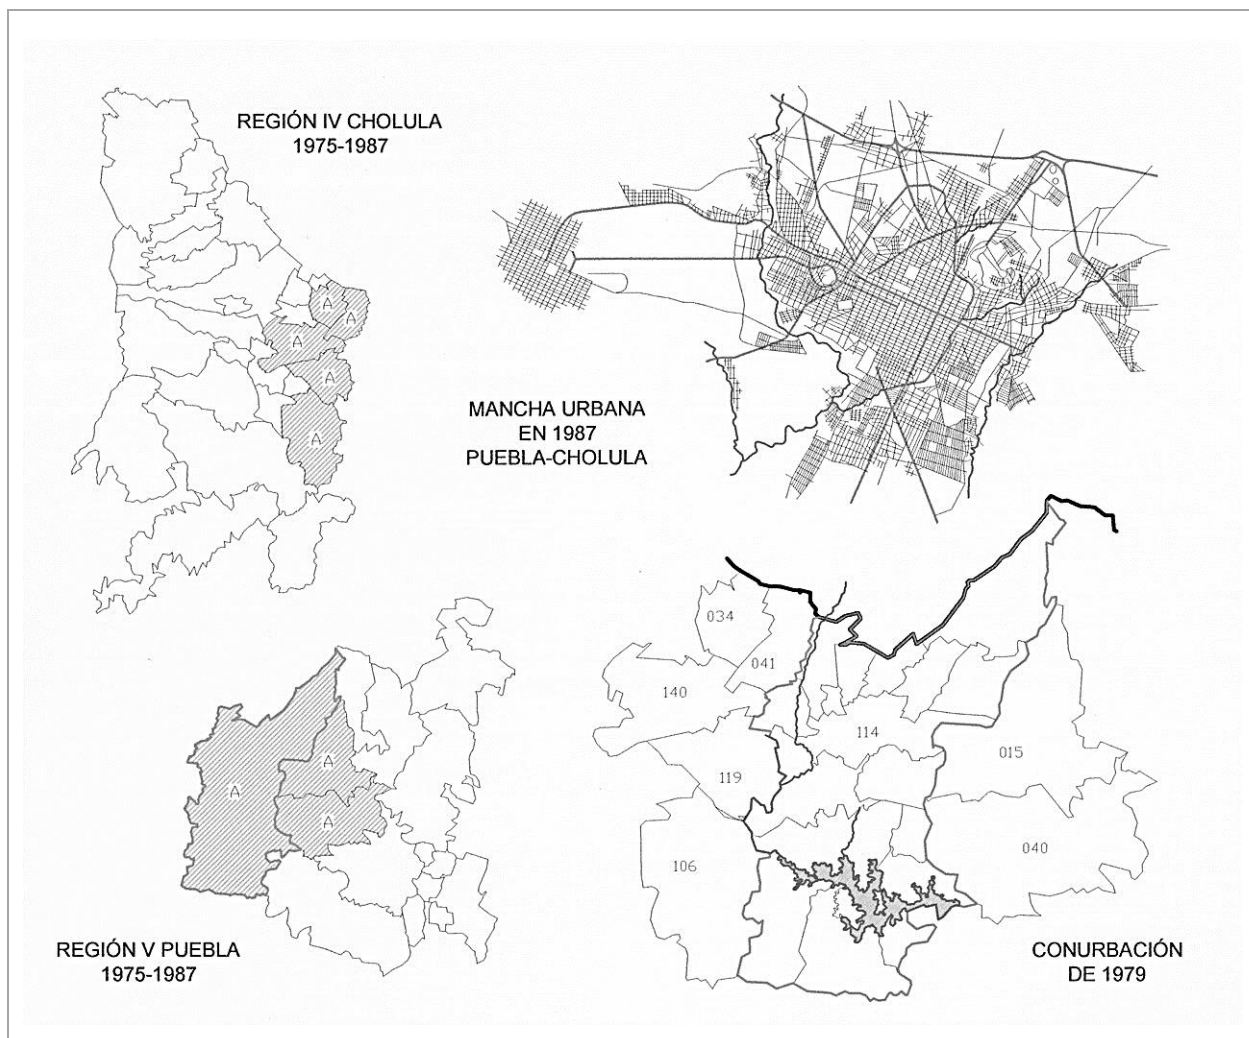 REGIÓN IV CHOLULA
1975-1987
A
A
A
A
A
MANCHA URBANA
EN 1987
PUEBLA-CHOLULA
REGIÓN V PUEBLA
1975-1987
A
A
A
034
041
140
114
119
015
106
040
CONURBACIÓN
DE 1979